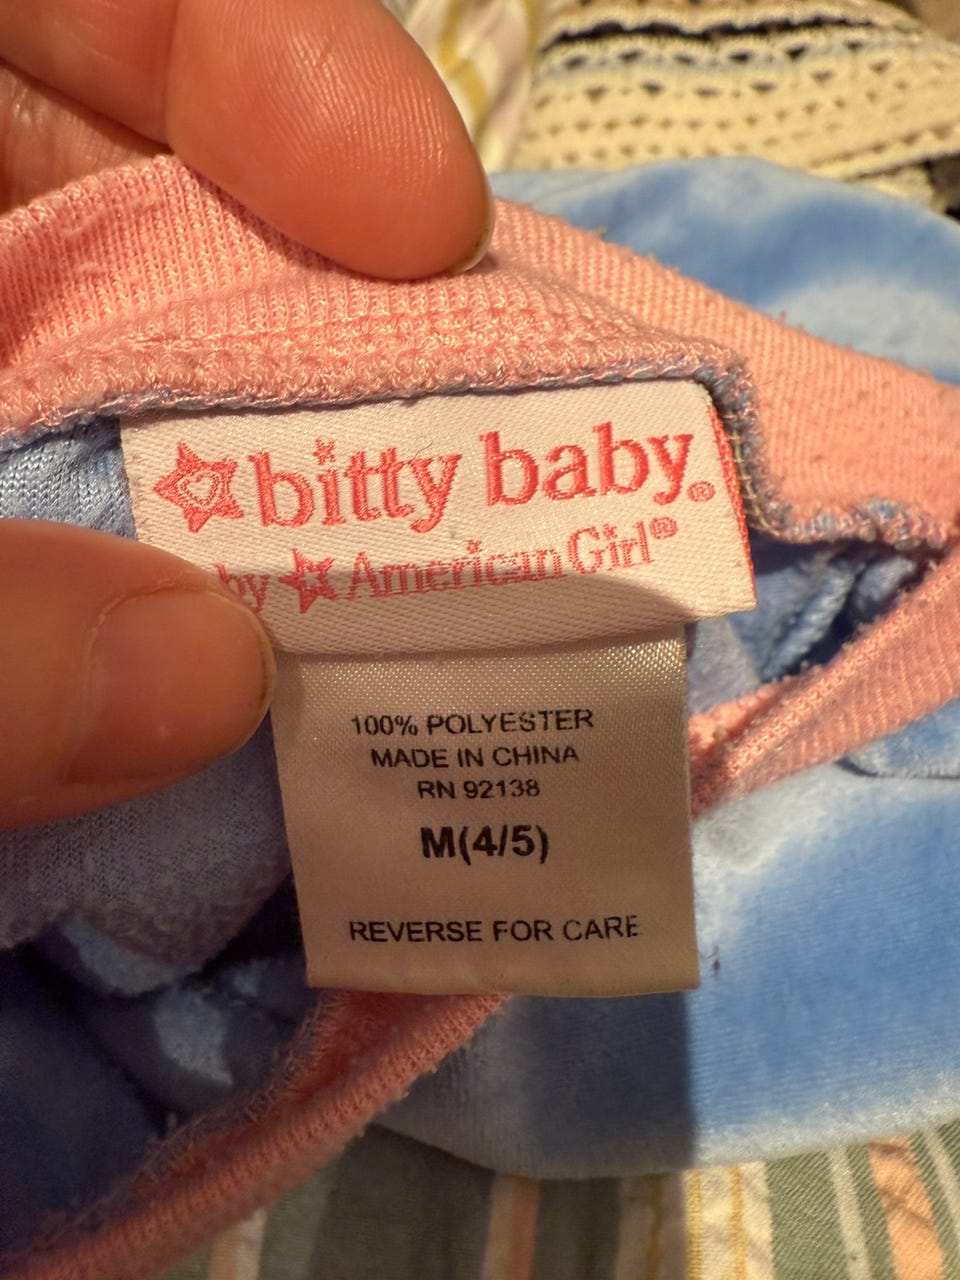 bitty baby®
by American Girl®
100% POLYESTER
MADE IN CHINA
RN 92138
M(4/5)
REVERSE FOR CARE